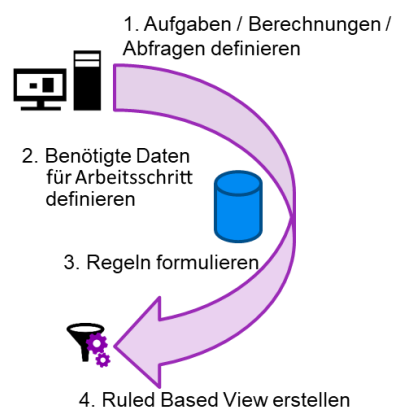 1. Aufgaben / Berechnungen /
Abfragen definieren
2. Benötigte Daten
für Arbeitsschritt
definieren
3. Regeln formulieren
4. Ruled Based View erstellen